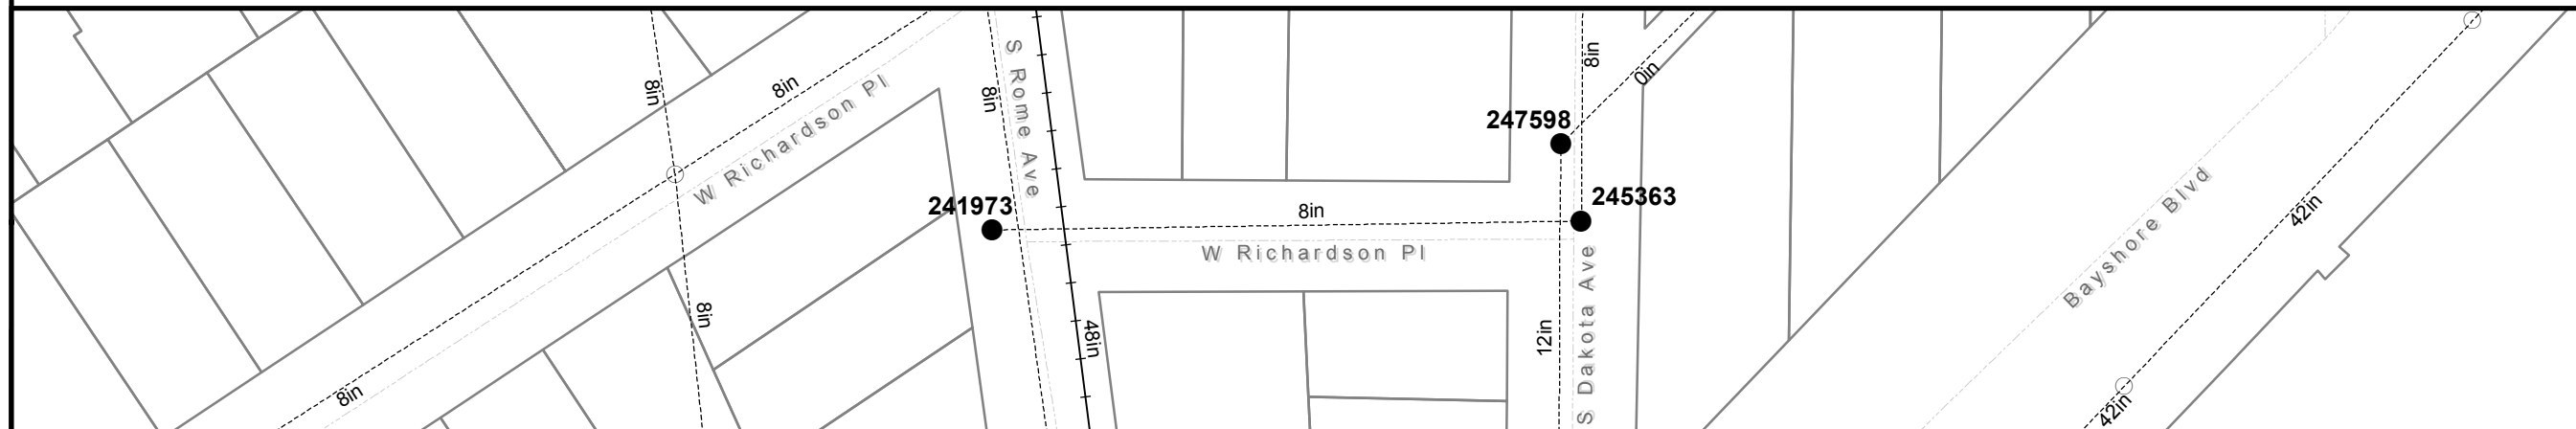 8in
8in
W Richardson Pl
8in
S Rome Ave
8in
0in
247598
241973
8in
245363
W Richardson Pl
8in
8in
48in
12in
S Dakota Ave
Bayshore Blvd
42in
42in